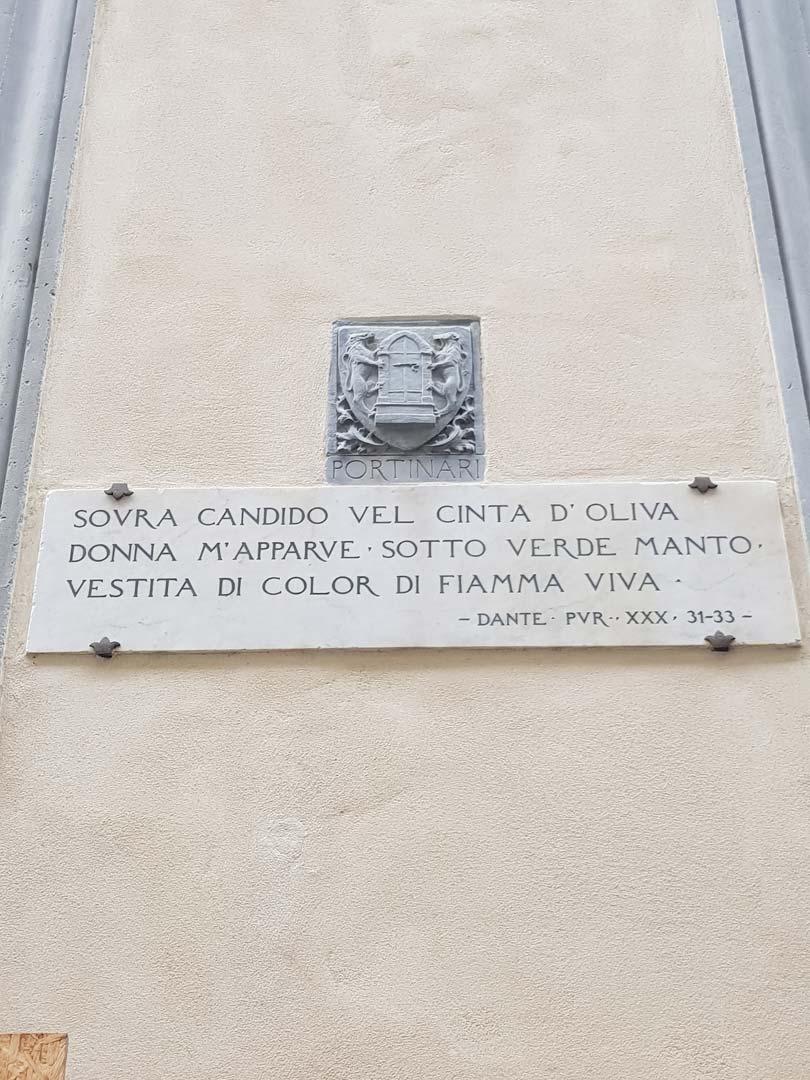 PORTINARI
SOVRA CANDIDO VEL CINTA D'OLIVA
DONNA M'APPARVE · SOTTO VERDE MANTO ·
VESTITA DI COLOR DI FIAMMA VIVA ·
– DANTE · PVR · · XXX · 31-33 –